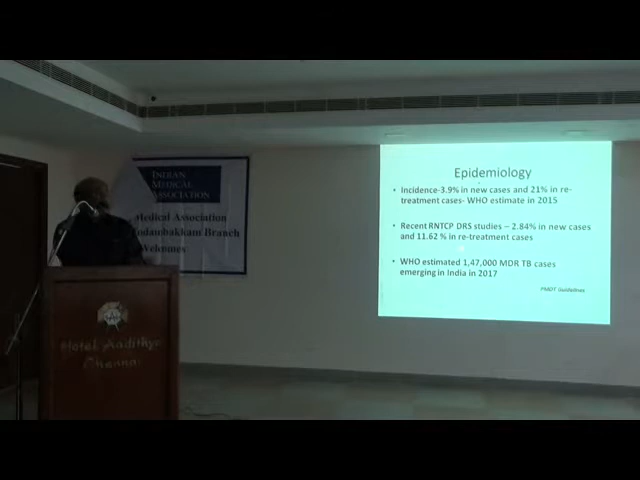 INDIAN
MEDICAL
ASSOCIATION
Medical Association
Kodambakkam Branch
Welcomes
Epidemiology
• Incidence-3.9% in new cases and 21% in re-
treatment cases- WHO estimate in 2015
• Recent RNTCP DRS studies – 2.84% in new cases
and 11.62 % in re-treatment cases
• WHO estimated 1,47,000 MDR TB cases
emerging in India in 2017
PMDT Guidelines
Hotel Aadithya
Chennai